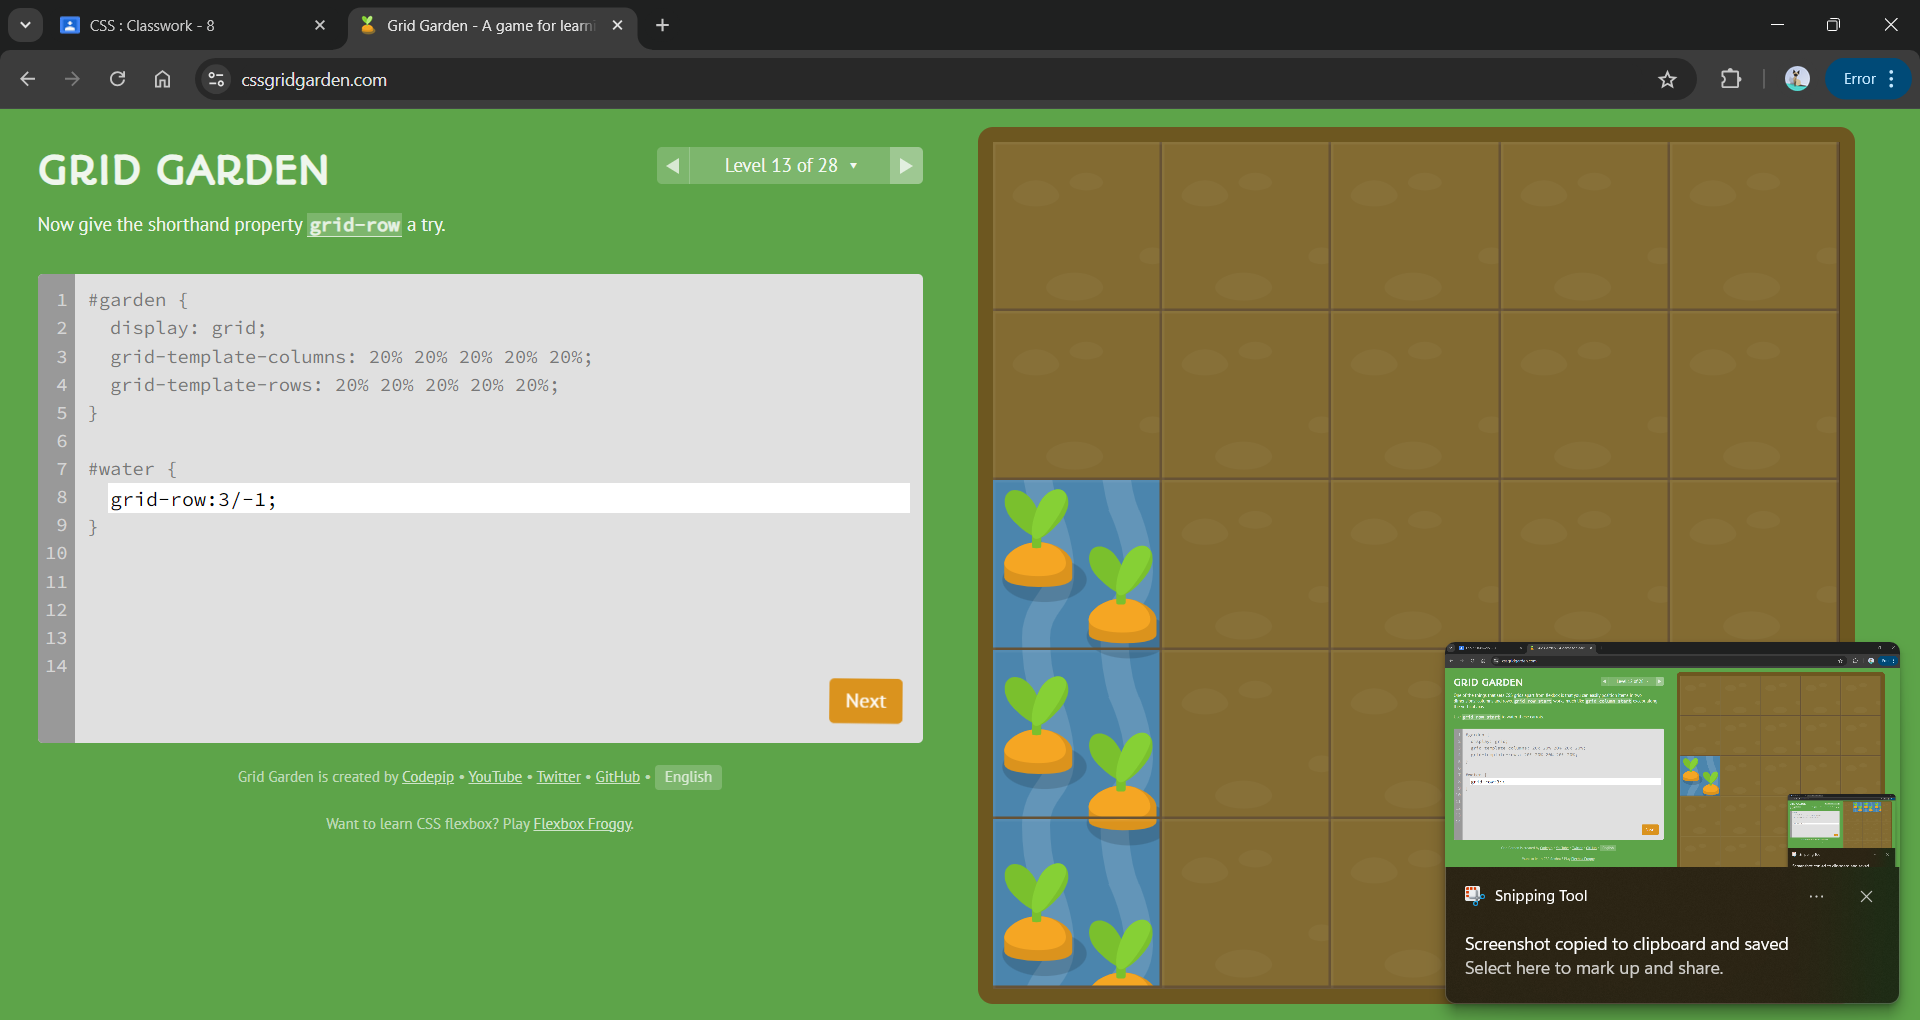 CSS : Classwork - 8
Grid Garden - A game for learni
cssgridgarden.com
Error
GRID GARDEN
Level 13 of 28
Now give the shorthand property grid-row a try.
1 #garden {
2 display: grid;
3 grid-template-columns: 20% 20% 20% 20% 20%;
4 grid-template-rows: 20% 20% 20% 20% 20%;
5 }
6
7 #water {
8 grid-row:3/-1;
9 }
10
11
12
13
14
Next
Grid Garden is created by Codepip • YouTube • Twitter • GitHub • English
Want to learn CSS flexbox? Play Flexbox Froggy.
GRID GARDEN
Snipping Tool
Screenshot copied to clipboard and saved
Select here to mark up and share.